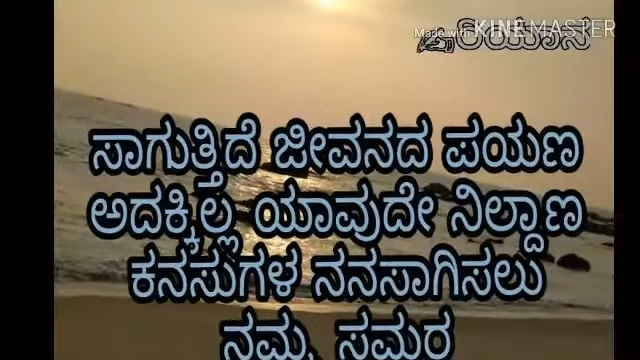 Made with KINEMASTER
ಸಾಗುತ್ತಿದೆ ಜೀವನದ ಪಯಣ
ಅದಕ್ಕಿಲ್ಲ ಯಾವುದೇ ನಿಲ್ದಾಣ
ಕನಸುಗಳ ನನಸಾಗಿಸಲು
ನಮ್ಮ ಸಮರ